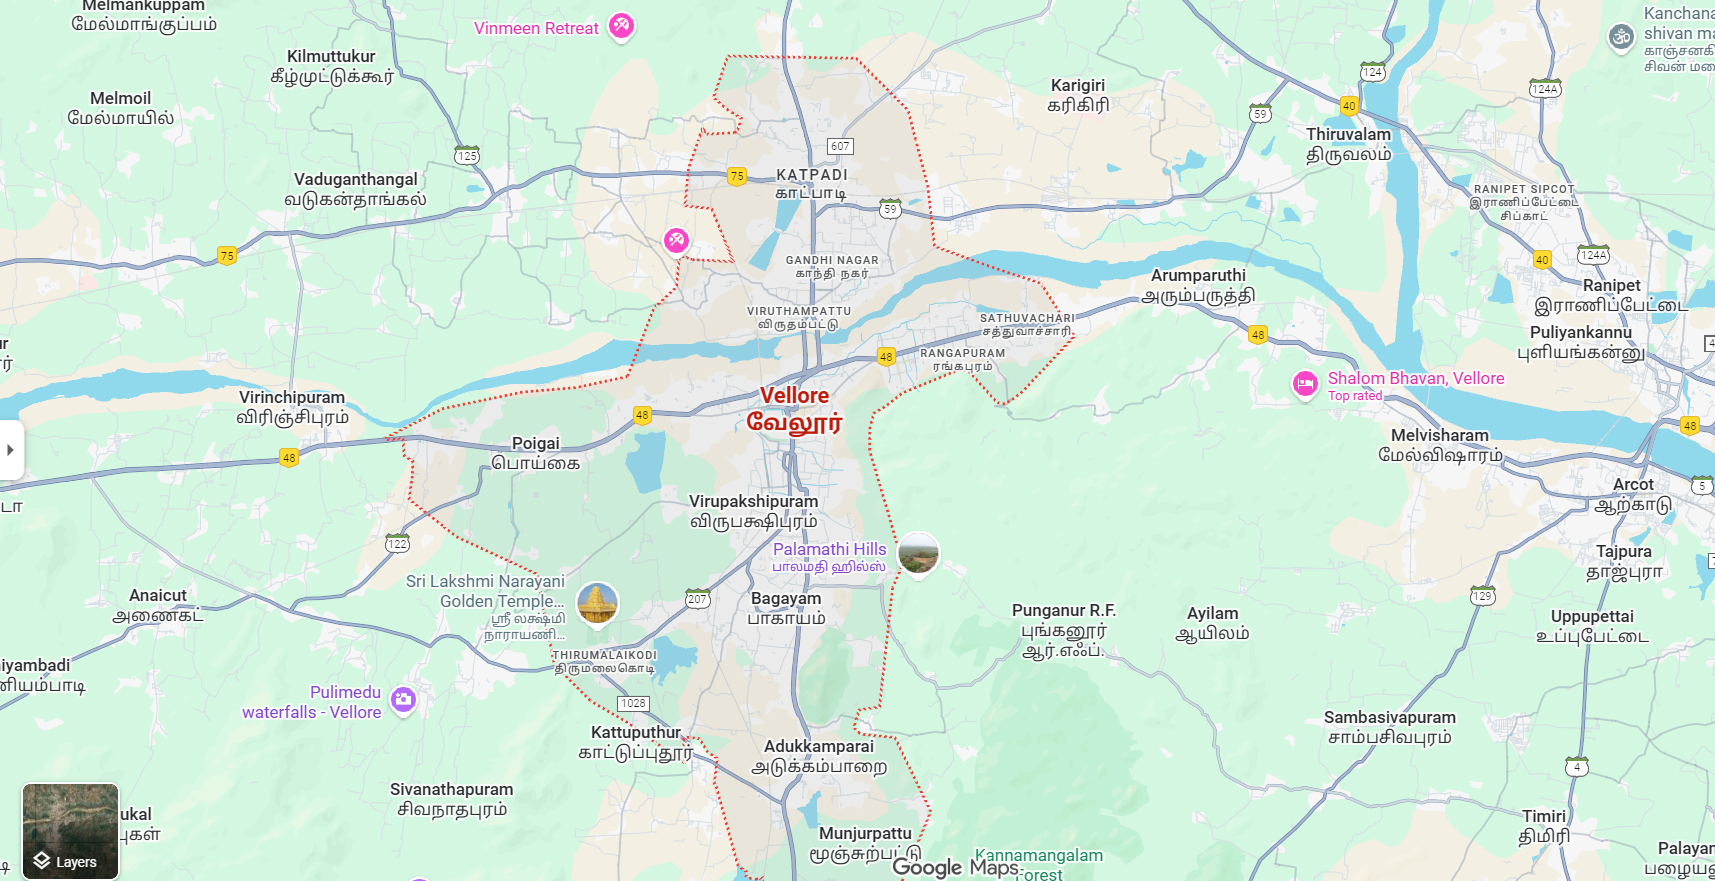 Melmankuppam
மேல்மாங்குப்பம்
Vinmeen Retreat
Kilmuttukur
கீழ்முட்டுக்கூர்
Melmoil
மேல்மாயில்
125
Vaduganthangal
வடுகன்தாங்கல்
75
75
607
KATPADI
காட்பாடி
59
Karigiri
கரிகிரி
59
124
40
Thiruvalam
திருவலம்
124A
RANIPET SIPCOT
இராணிப்பேட்டை
சிப்காட்
40
124A
Ranipet
இராணிப்பேட்டை
Puliyankannu
புளியங்கன்னு
GANDHI NAGAR
காந்தி நகர்
VIRUTHAMPATTU
விருதம்பட்டு
SATHUVACHARI
சத்துவாச்சாரி
RANGAPURAM
ரங்கபுரம்
48
Arumparuthi
அரும்பருத்தி
48
Shalom Bhavan, Vellore
Top rated
Virinchipuram
விரிஞ்சிபுரம்
48
48
Vellore
வேலூர்
Poigai
பொய்கை
48
Melvisharam
மேல்விஷாரம்
Arcot
ஆற்காடு
5
Virupakshipuram
விருபக்ஷிபுரம்
Palamathi Hills
பாலமதி ஹில்ஸ்
122
Tajpura
தாஜ்புரா
Sri Lakshmi Narayani
Golden Temple...
ஸ்ரீ லக்ஷ்மி
நாராயணி...
207
Bagayam
பாகாயம்
Anaicut
அணைகட்
Punganur R.F.
புங்கனூர்
ஆர்.எஃப்.
Ayilam
ஆயிலம்
129
Uppupettai
உப்புபேட்டை
THIRUMALAIKODI
திருமலைகொடி
Pulimedu
waterfalls - Vellore
1028
Kattuputhur
காட்டுப்புதூர்
Adukkamparai
அடுக்கம்பாறை
Sambasivapuram
சாம்பசிவபுரம்
4
Sivanathapuram
சிவநாதபுரம்
Timiri
திமிரி
Munjurpattu
மூஞ்சுற்பட்டு
Kannamangalam
Forest
Google Maps
Layers